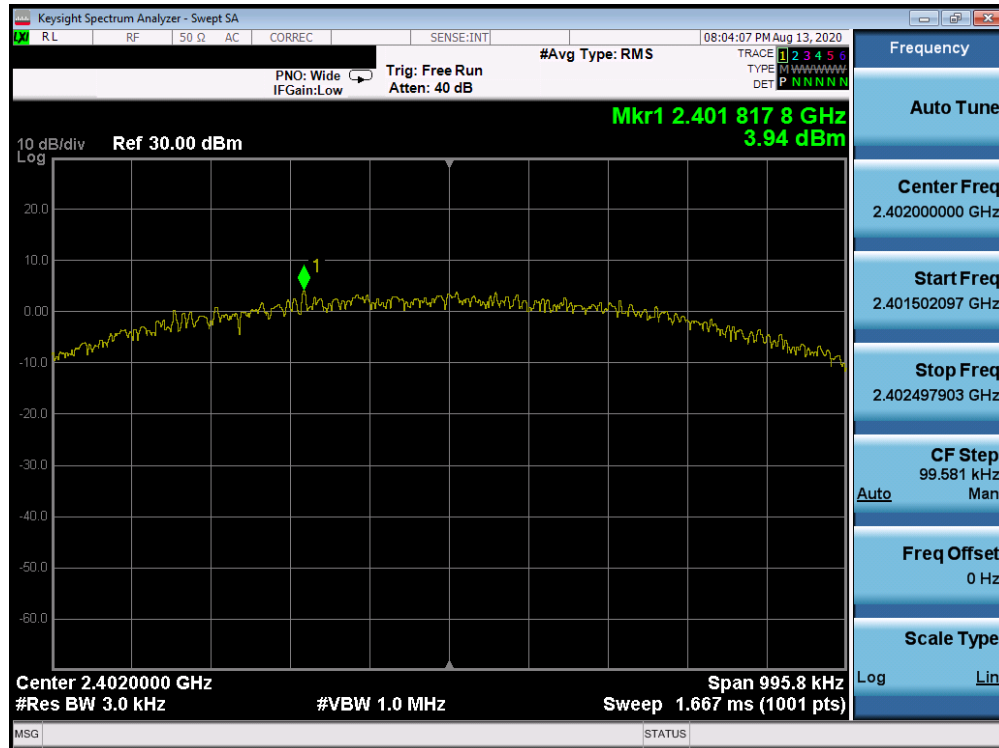 Keysight Spectrum Analyzer - Swept SA
LXI RL RF 50 Ω AC CORREC SENSE:INT 08:04:07 PM Aug 13, 2020
PNO: Wide
IFGain:Low
Trig: Free Run
Atten: 40 dB
#Avg Type: RMS
TRACE 1 2 3 4 5 6
TYPE M W W W W W
DET P N N N N N
Mkr1 2.401 817 8 GHz
3.94 dBm
10 dB/div
Log
Ref 30.00 dBm
1
20.0
10.0
0.00
-10.0
-20.0
-30.0
-40.0
-50.0
-60.0
Center 2.4020000 GHz
Span 995.8 kHz
#Res BW 3.0 kHz
#VBW 1.0 MHz
Sweep 1.667 ms (1001 pts)
MSG
STATUS
Frequency
Auto Tune
Center Freq
2.402000000 GHz
Start Freq
2.401502097 GHz
Stop Freq
2.402497903 GHz
CF Step
99.581 kHz
Auto Man
Freq Offset
0 Hz
Scale Type
Log Lin